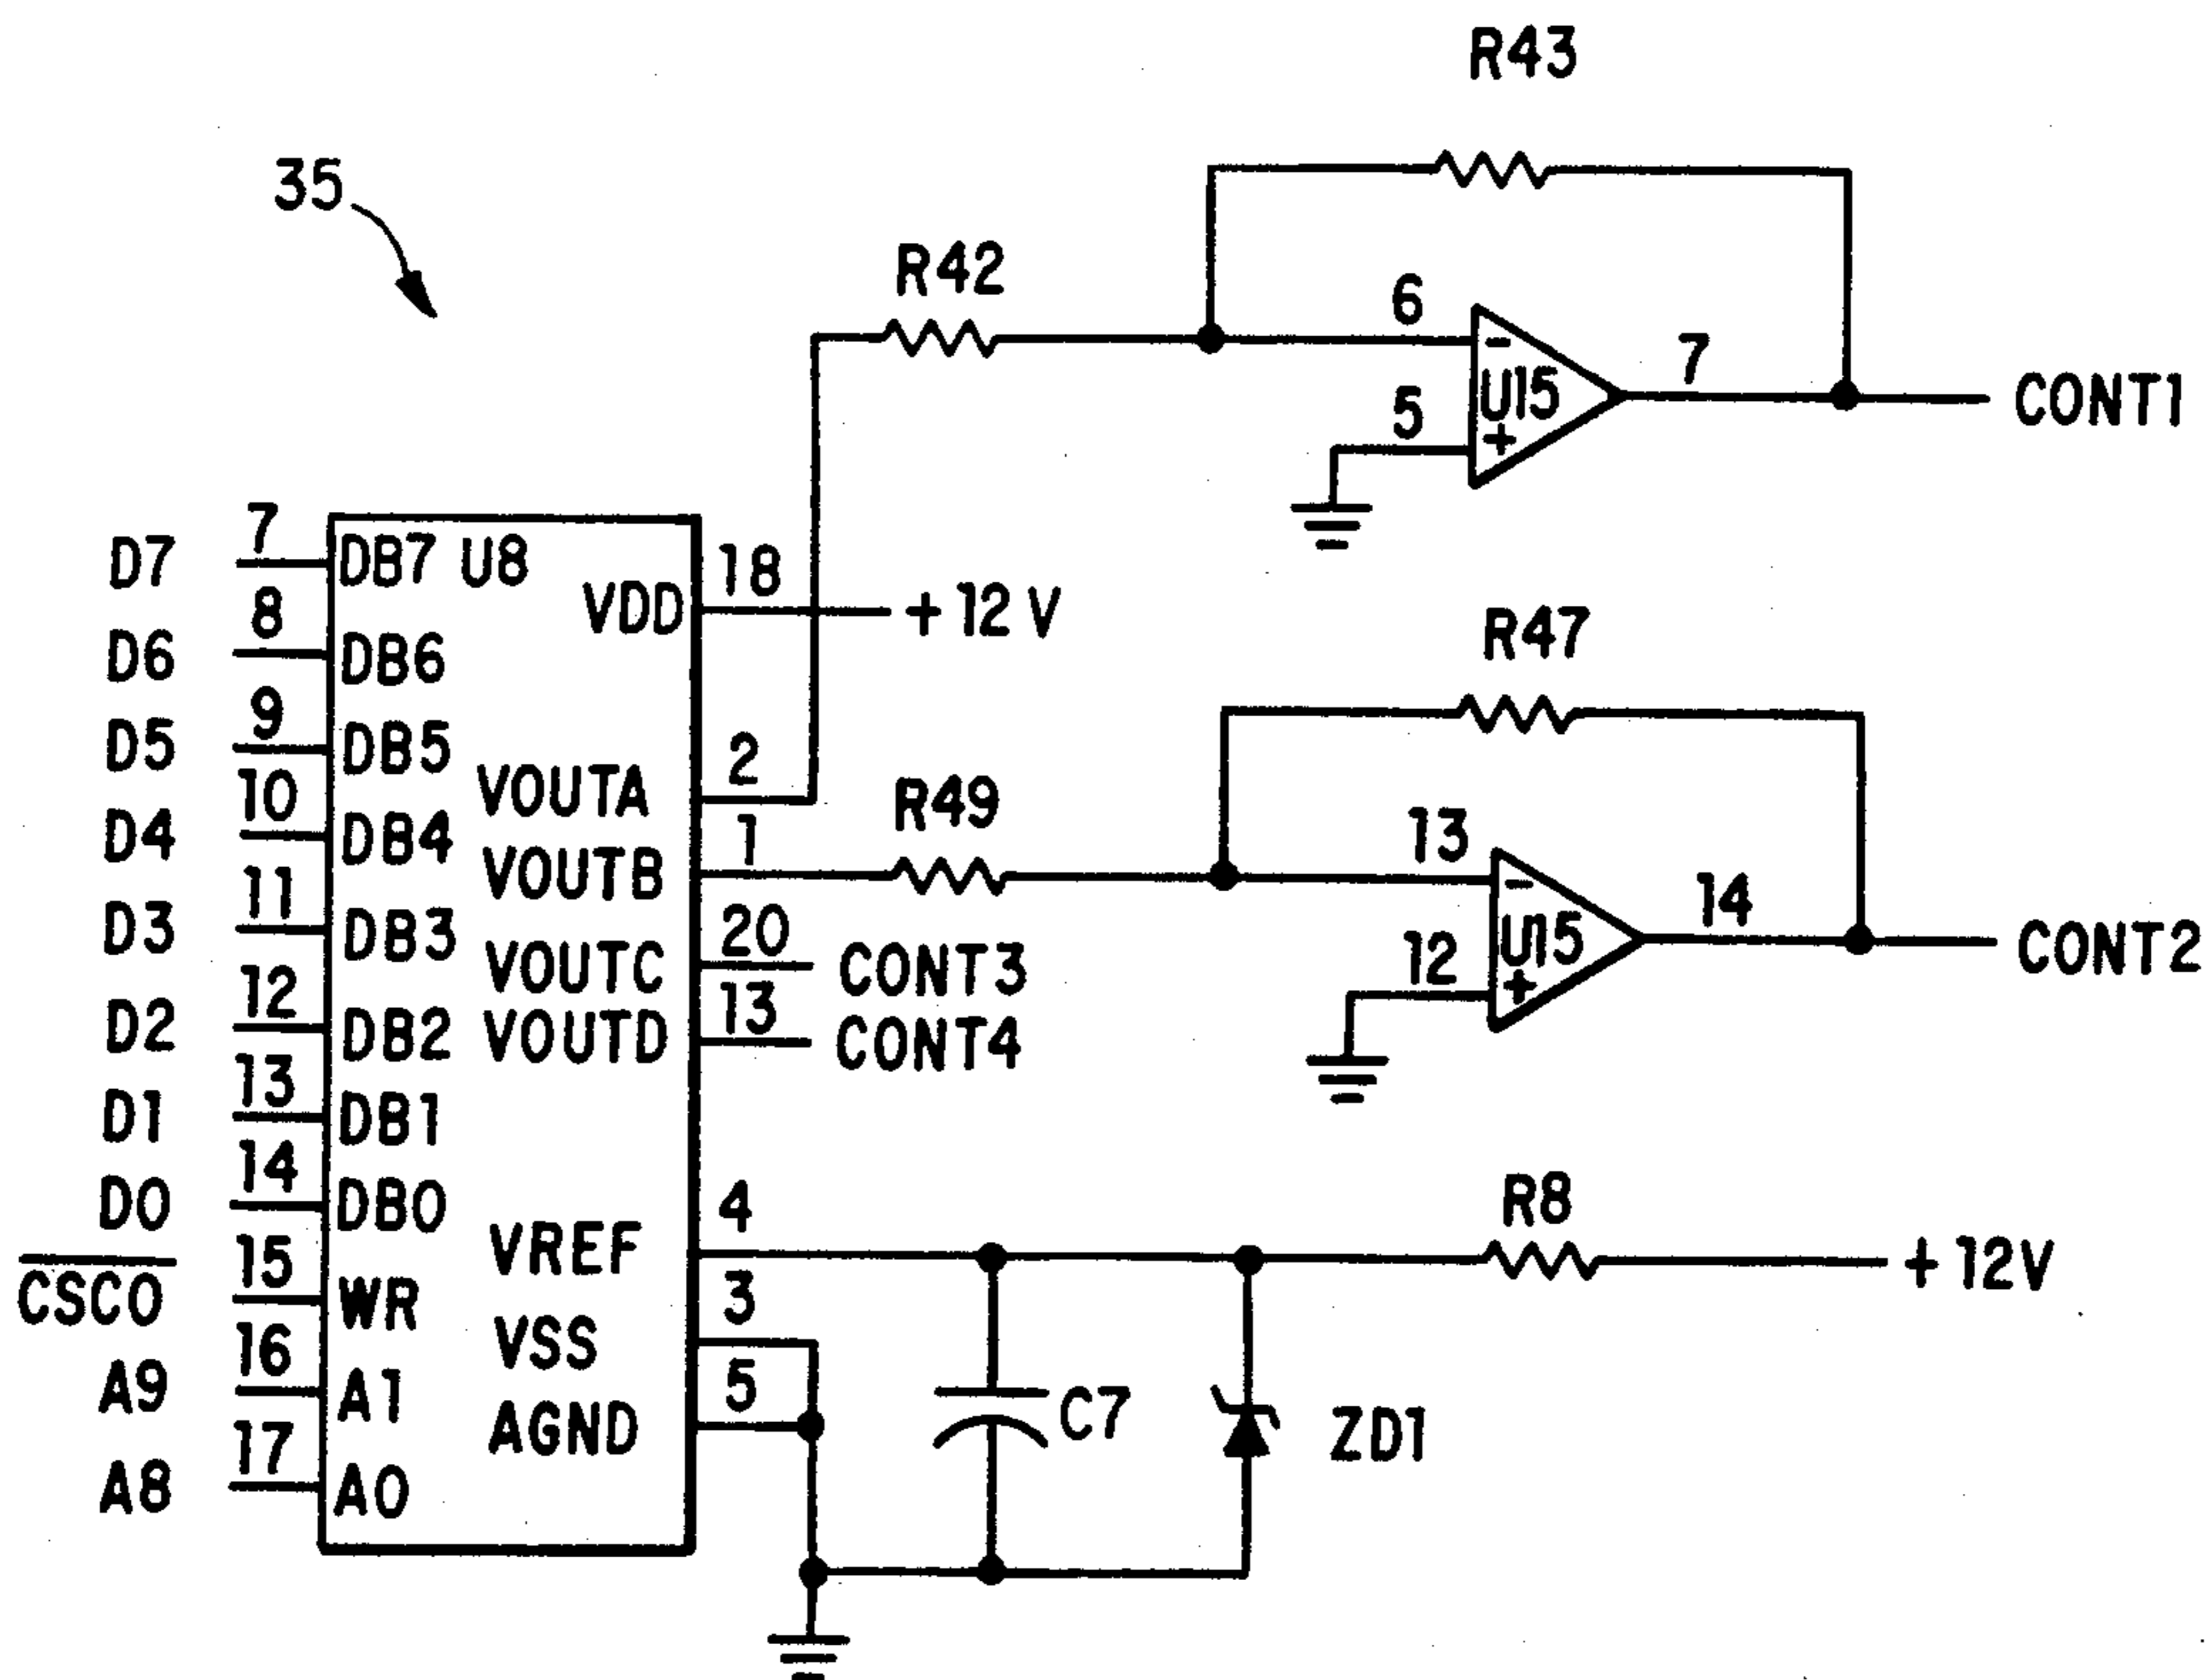 R43
35
R42
6
7
U15
5
CONT1
-
+
7
DB7 U8
18
D7
VDD
+12V
8
D6
DB6
R47
9
D5
DB5
2
10
VOUTA
R49
D4
DB4
1
13
VOUTB
-
14
11
20
U15
D3
DB3
12
CONT2
VOUTC
CONT3
+
12
13
D2
DB2
VOUTD
CONT4
13
D1
DB1
14
D0
DB0
4
R8
15
VREF
+12V
C̅S̅C̅O̅
WR
3
16
VSS
A9
A1
5
C7
17
AGND
ZD1
A8
A0